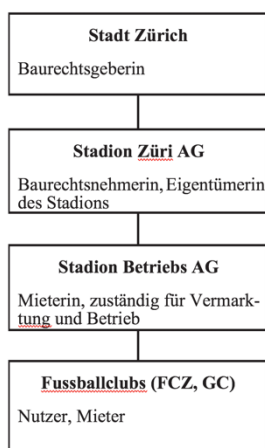 Stadt Zürich
Baurechtsgeberin
Stadion Züri AG
Baurechtsnehmerin, Eigentümerin
des Stadions
Stadion Betriebs AG
Mieterin, zuständig für Vermark-
tung und Betrieb
Fussballclubs (FCZ, GC)
Nutzer, Mieter